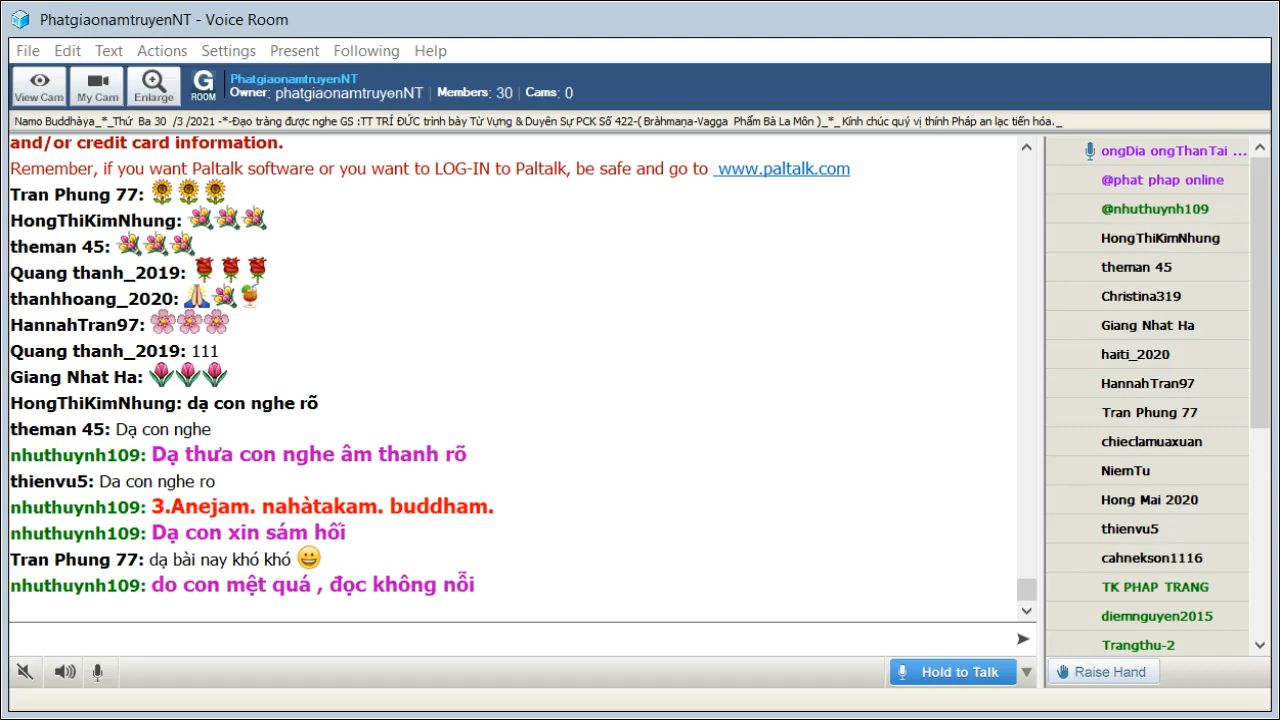 PhatgiaonamtruyenNT - Voice Room
File Edit Text Actions Settings Present Following Help
View Cam My Cam Enlarge G ROOM
PhatgiaonamtruyenNT
Owner: phatgiaonamtruyenNT | Members: 30 | Cams: 0
Namo Buddhàya_*_Thứ Ba 30 /3 /2021 -*-Đạo tràng được nghe GS :TT TRÍ ĐỨC trình bày Từ Vựng & Duyên Sự PCK Số 422-( Bràhmaṇa-Vagga Phẩm Bà La Môn )_*_ Kính chúc quý vị thính Pháp an lạc tiến hóa._
and/or credit card information.
Remember, if you want Paltalk software or you want to LOG-IN to Paltalk, be safe and go to www.paltalk.com
Tran Phung 77: 🌻🌻🌻
HongThiKimNhung: 💐💐💐
theman 45: 💐💐💐
Quang thanh_2019: 🌹🌹🌹
thanhhoang_2020: 🙏💐🍹
HannahTran97: 🌸🌸🌸
Quang thanh_2019: 111
Giang Nhat Ha: 🌷🌷🌷
HongThiKimNhung: dạ con nghe rõ
theman 45: Dạ con nghe
nhuthuynh109: Dạ thưa con nghe âm thanh rõ
thienvu5: Da con nghe ro
nhuthuynh109: 3.Anejam. nahàtakam. buddham.
nhuthuynh109: Dạ con xin sám hối
Tran Phung 77: dạ bài nay khó khó 😀
nhuthuynh109: do con mệt quá , đọc không nỗi
ongDia ongThanTai ...
@phat phap online
@nhuthuynh109
HongThiKimNhung
theman 45
Christina319
Giang Nhat Ha
haiti_2020
HannahTran97
Tran Phung 77
chieclamuaxuan
NiemTu
Hong Mai 2020
thienvu5
cahnekson1116
TK PHAP TRANG
diemnguyen2015
Trangthu-2
Hold to Talk
Raise Hand